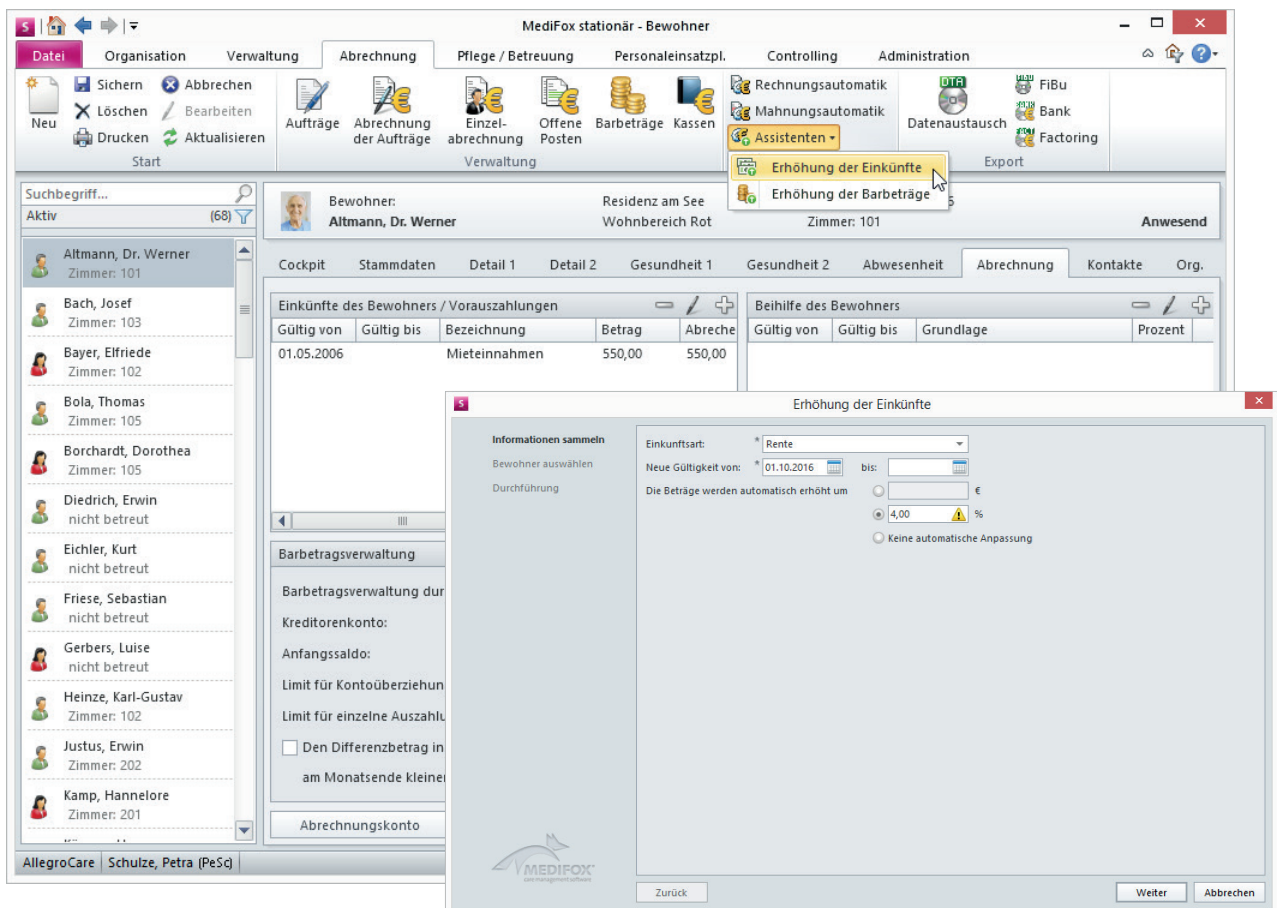 MediFox stationär - Bewohner
Datei Organisation Verwaltung Abrechnung Pflege / Betreuung Personaleinsatzpl. Controlling Administration
Neu
Sichern Abbrechen
Löschen Bearbeiten
Drucken Aktualisieren
Start
Aufträge
Abrechnung der Aufträge
Einzel-abrechnung
Offene Posten
Barbeträge
Kassen
Verwaltung
Rechnungsautomatik
Mahnungsautomatik
Assistenten
Erhöhung der Einkünfte
Erhöhung der Barbeträge
DTA
Datenaustausch
FiBu
Bank
Factoring
Export
Suchbegriff...
Aktiv (68)
Altmann, Dr. Werner
Zimmer: 101
Bach, Josef
Zimmer: 103
Bayer, Elfriede
Zimmer: 102
Bola, Thomas
Zimmer: 105
Borchardt, Dorothea
Zimmer: 105
Diedrich, Erwin
nicht betreut
Eichler, Kurt
nicht betreut
Friese, Sebastian
nicht betreut
Gerbers, Luise
nicht betreut
Heinze, Karl-Gustav
Zimmer: 102
Justus, Erwin
Zimmer: 202
Kamp, Hannelore
Zimmer: 201
Bewohner:
Altmann, Dr. Werner
Residenz am See
Wohnbereich Rot
Zimmer: 101
Anwesend
Cockpit Stammdaten Detail 1 Detail 2 Gesundheit 1 Gesundheit 2 Abwesenheit Abrechnung Kontakte Org.
Einkünfte des Bewohners / Vorauszahlungen
Gültig von Gültig bis Bezeichnung Betrag Abreche
01.05.2006 Mieteinnahmen 550,00 550,00
Beihilfe des Bewohners
Gültig von Gültig bis Grundlage Prozent
Barbetragsverwaltung
Barbetragsverwaltung dur
Kreditorenkonto:
Anfangssaldo:
Limit für Kontoüberziehun
Limit für einzelne Auszahlu
Den Differenzbetrag in
am Monatsende kleiner
Abrechnungskonto
AllegroCare Schulze, Petra (PeSc)
Erhöhung der Einkünfte
Informationen sammeln
Bewohner auswählen
Durchführung
Einkunftsart: * Rente
Neue Gültigkeit von: * 01.10.2016 bis:
Die Beträge werden automatisch erhöht um €
4,00 %
Keine automatische Anpassung
MEDIFOX
care management software
Zurück Weiter Abbrechen